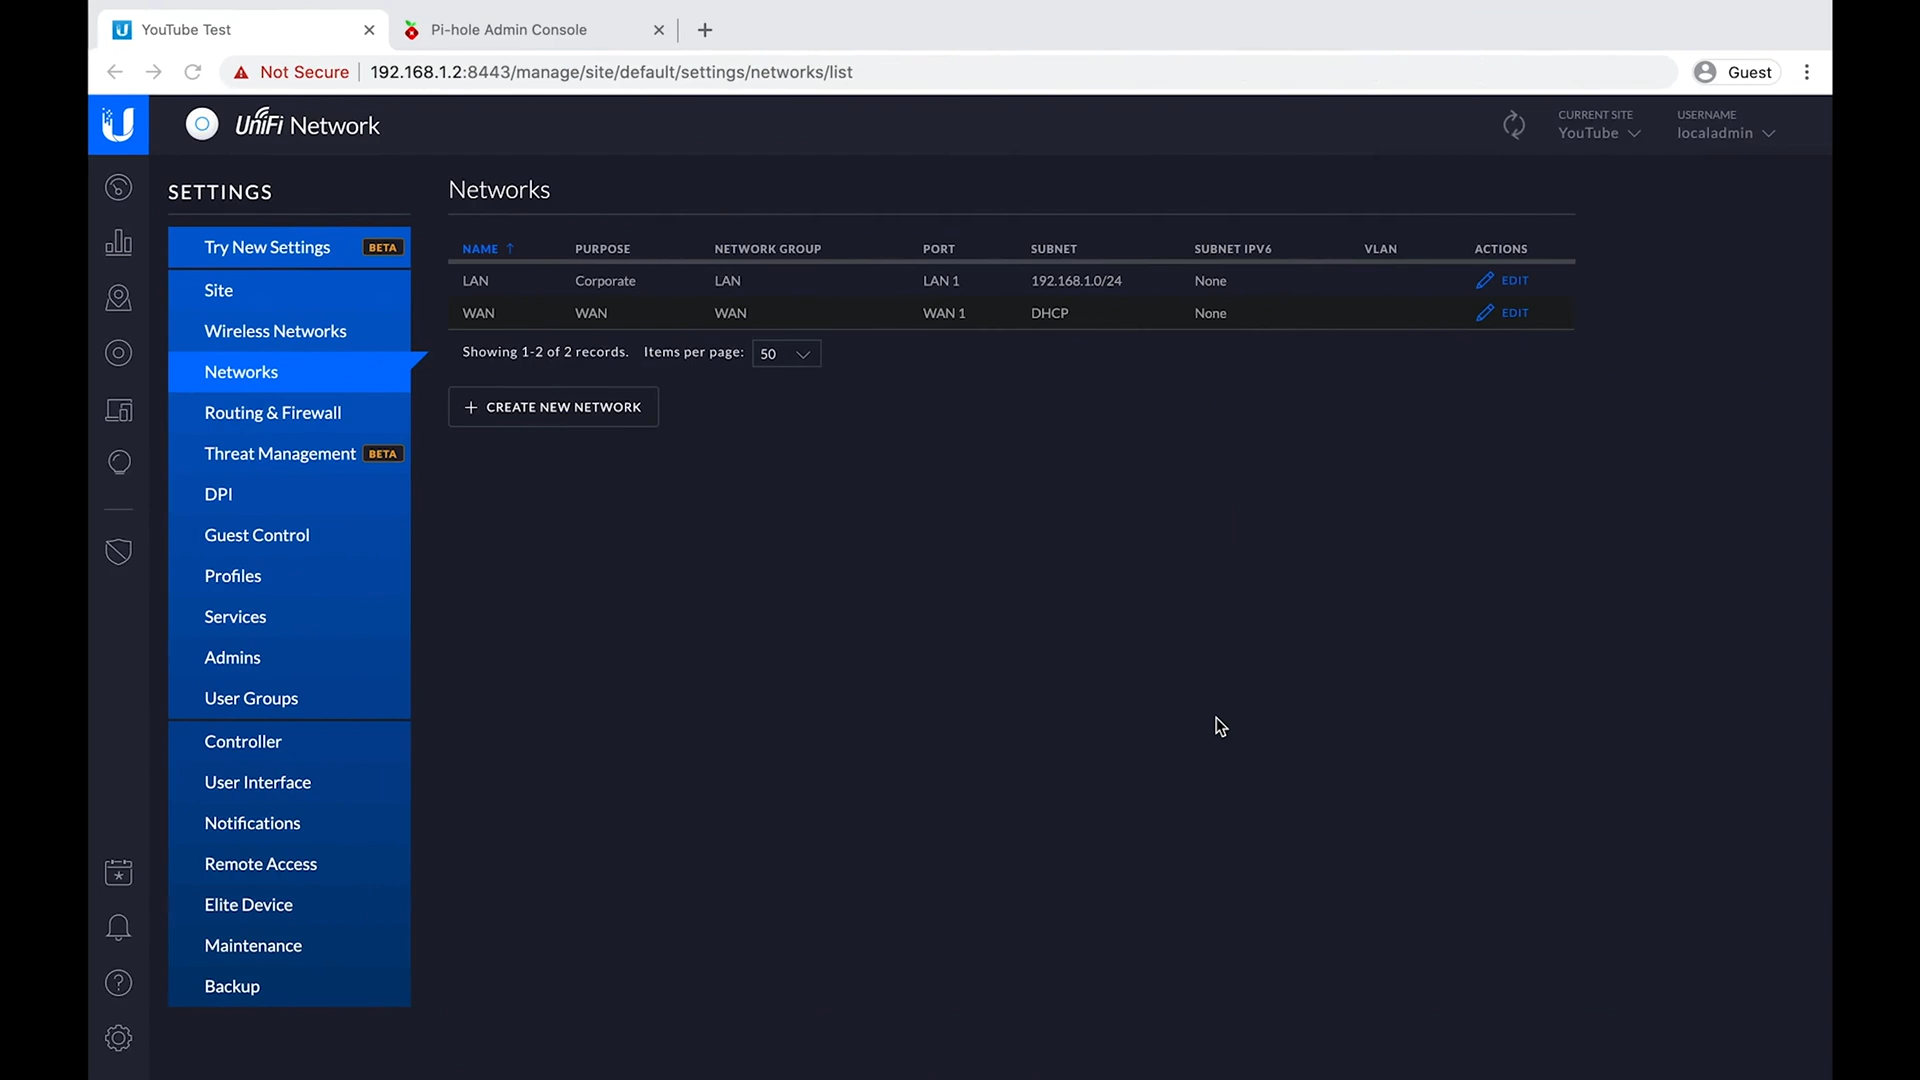 YouTube Test
Pi-hole Admin Console
Not Secure
192.168.1.2:8443/manage/site/default/settings/networks/list
Guest
UniFi Network
CURRENT SITE
YouTube
USERNAME
localadmin
SETTINGS
Try New Settings BETA
Site
Wireless Networks
Networks
Routing & Firewall
Threat Management BETA
DPI
Guest Control
Profiles
Services
Admins
User Groups
Controller
User Interface
Notifications
Remote Access
Elite Device
Maintenance
Backup
Networks
NAME PURPOSE NETWORK GROUP PORT SUBNET SUBNET IPV6 VLAN ACTIONS
LAN Corporate LAN LAN 1 192.168.1.0/24 None EDIT
WAN WAN WAN WAN 1 DHCP None EDIT
Showing 1-2 of 2 records. Items per page: 50
CREATE NEW NETWORK